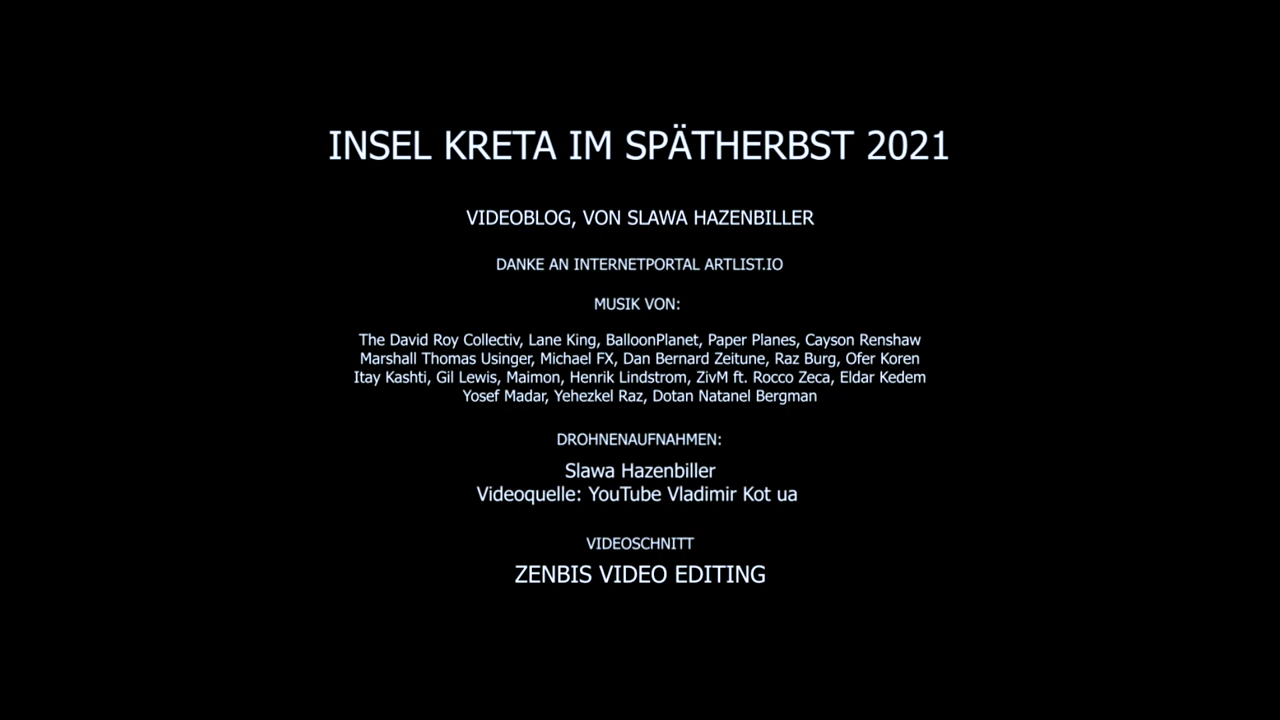 INSEL KRETA IM SPÄTHERBST 2021
VIDEOBLOG, VON SLAWA HAZENBILLER
DANKE AN INTERNETPORTAL ARTLIST.IO
MUSIK VON:
The David Roy Collectiv, Lane King, BalloonPlanet, Paper Planes, Cayson Renshaw
Marshall Thomas Usinger, Michael FX, Dan Bernard Zeitune, Raz Burg, Ofer Koren
Itay Kashti, Gil Lewis, Maimon, Henrik Lindstrom, ZivM ft. Rocco Zeca, Eldar Kedem
Yosef Madar, Yehezkel Raz, Dotan Natanel Bergman
DROHNENAUFNAHMEN:
Slawa Hazenbiller
Videoquelle: YouTube Vladimir Kot ua
VIDEOSCHNITT
ZENBIS VIDEO EDITING